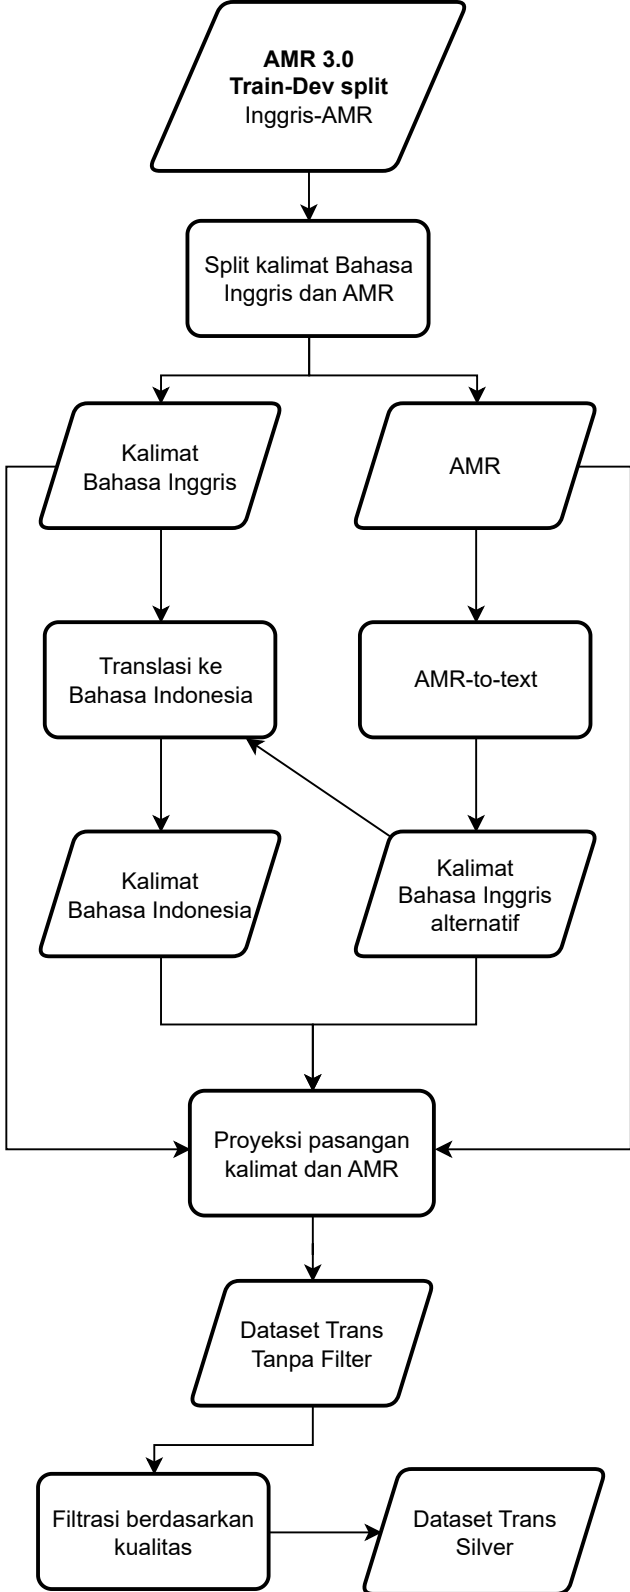 AMR 3.0
Train-Dev split
Inggris-AMR
Split kalimat Bahasa
Inggris dan AMR
Kalimat
Bahasa Inggris
AMR
Translasi ke
Bahasa Indonesia
AMR-to-text
Kalimat
Bahasa Indonesia
Kalimat
Bahasa Inggris
alternatif
Proyeksi pasangan
kalimat dan AMR
Dataset Trans
Tanpa Filter
Filtrasi berdasarkan
kualitas
Dataset Trans
Silver